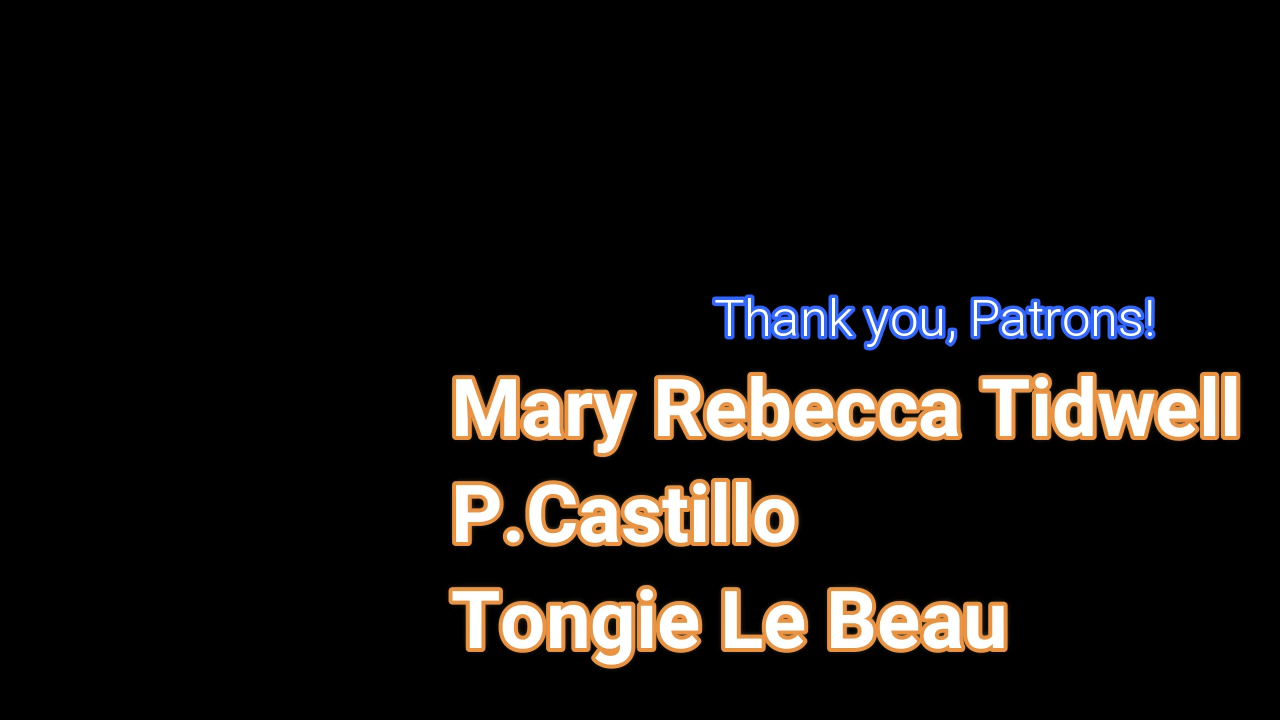 Thank you, Patrons!
Mary Rebecca Tidwell
P.Castillo
Tongie Le Beau